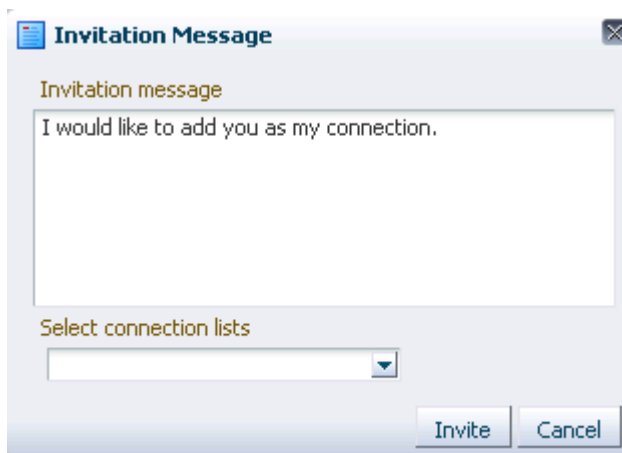 Invitation Message
Invitation message
I would like to add you as my connection.
Select connection lists
Invite Cancel